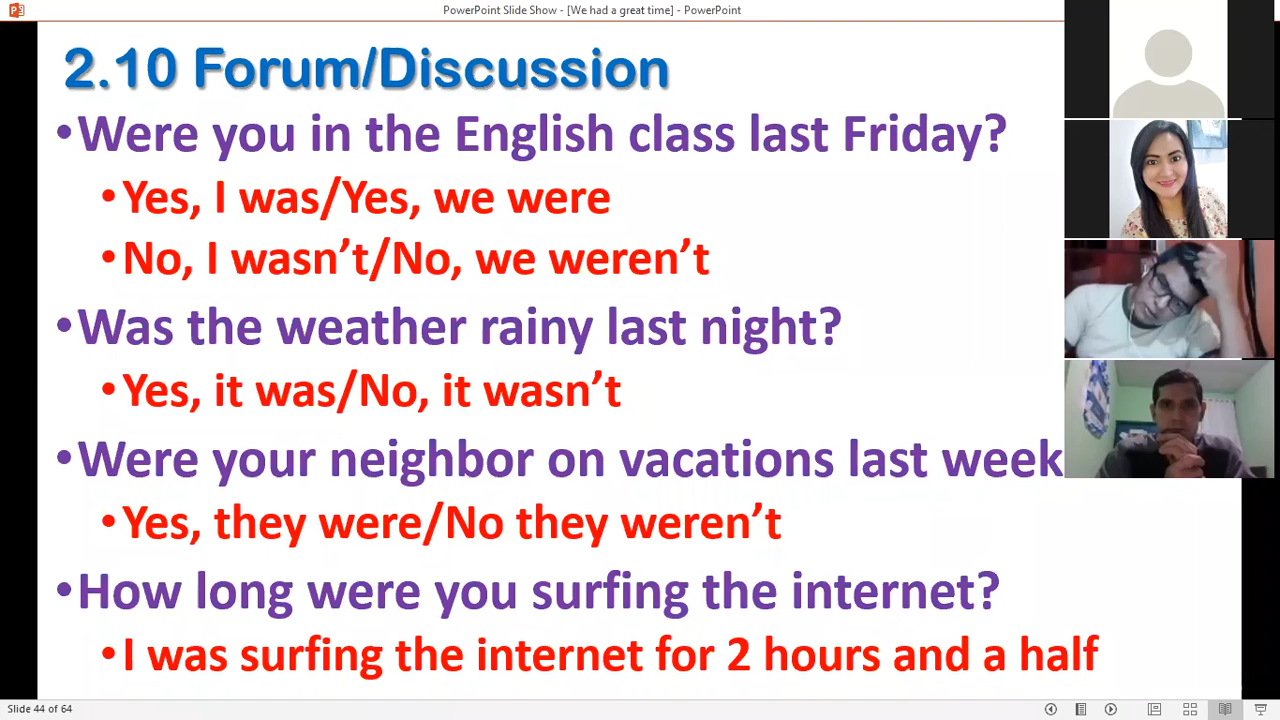 PowerPoint Slide Show - [We had a great time] - PowerPoint
2.10 Forum/Discussion
•Were you in the English class last Friday?
•Yes, I was/Yes, we were
•No, I wasn’t/No, we weren’t
•Was the weather rainy last night?
•Yes, it was/No, it wasn’t
•Were your neighbor on vacations last week
•Yes, they were/No they weren’t
•How long were you surfing the internet?
•I was surfing the internet for 2 hours and a half
Slide 44 of 64